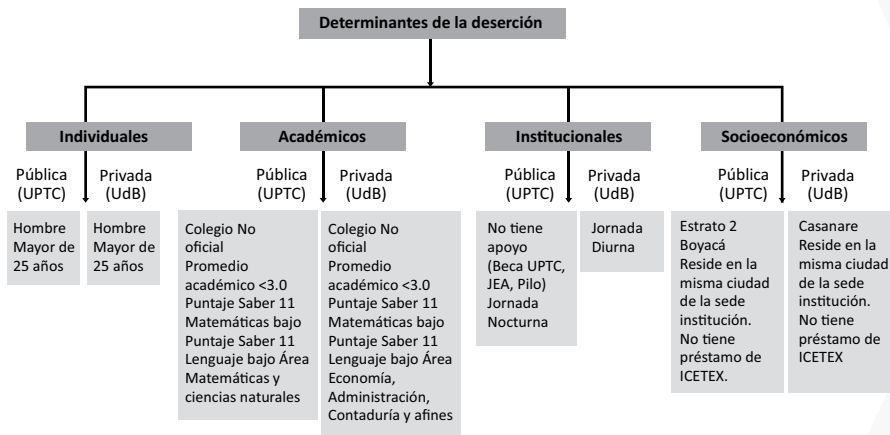 Determinantes de la deserción
Individuales
Pública
(UPTC)
Privada
(UdB)
Hombre
Mayor de
25 años
Hombre
Mayor de
25 años
Académicos
Pública
(UPTC)
Privada
(UdB)
Colegio No
oficial
Promedio
académico <3.0
Puntaje Saber 11
Matemáticas bajo
Puntaje Saber 11
Lenguaje bajo Área
Matemáticas y
ciencias naturales
Colegio No
oficial
Promedio
académico <3.0
Puntaje Saber 11
Matemáticas bajo
Puntaje Saber 11
Lenguaje bajo Área
Economía,
Administración,
Contaduría y afines
Institucionales
Pública
(UPTC)
Privada
(UdB)
No tiene
apoyo
(Beca UPTC,
JEA, Pilo)
Jornada
Nocturna
Jornada
Diurna
Socioeconómicos
Pública
(UPTC)
Privada
(UdB)
Estrato 2
Boyacá
Reside en la
misma ciudad
de la sede
institución.
No tiene
préstamo de
ICETEX.
Casanare
Reside en la
misma ciudad
de la sede
institución.
No tiene
préstamo de
ICETEX